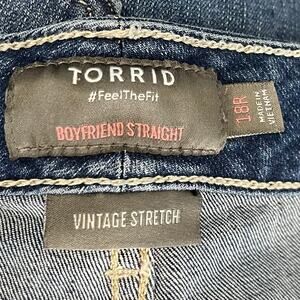 TORRID
#FeelTheFit
BOYFRIEND STRAIGHT
18R
MADE IN
VIETNAM
VINTAGE STRETCH